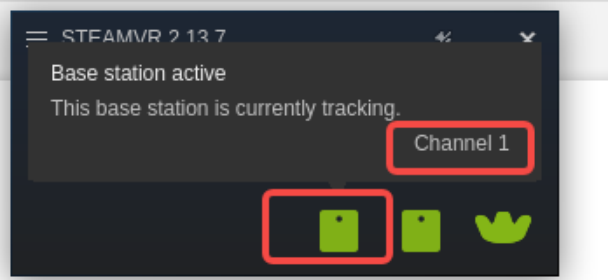 STEAMVR 2.13.7
Base station active
This base station is currently tracking.
Channel 1